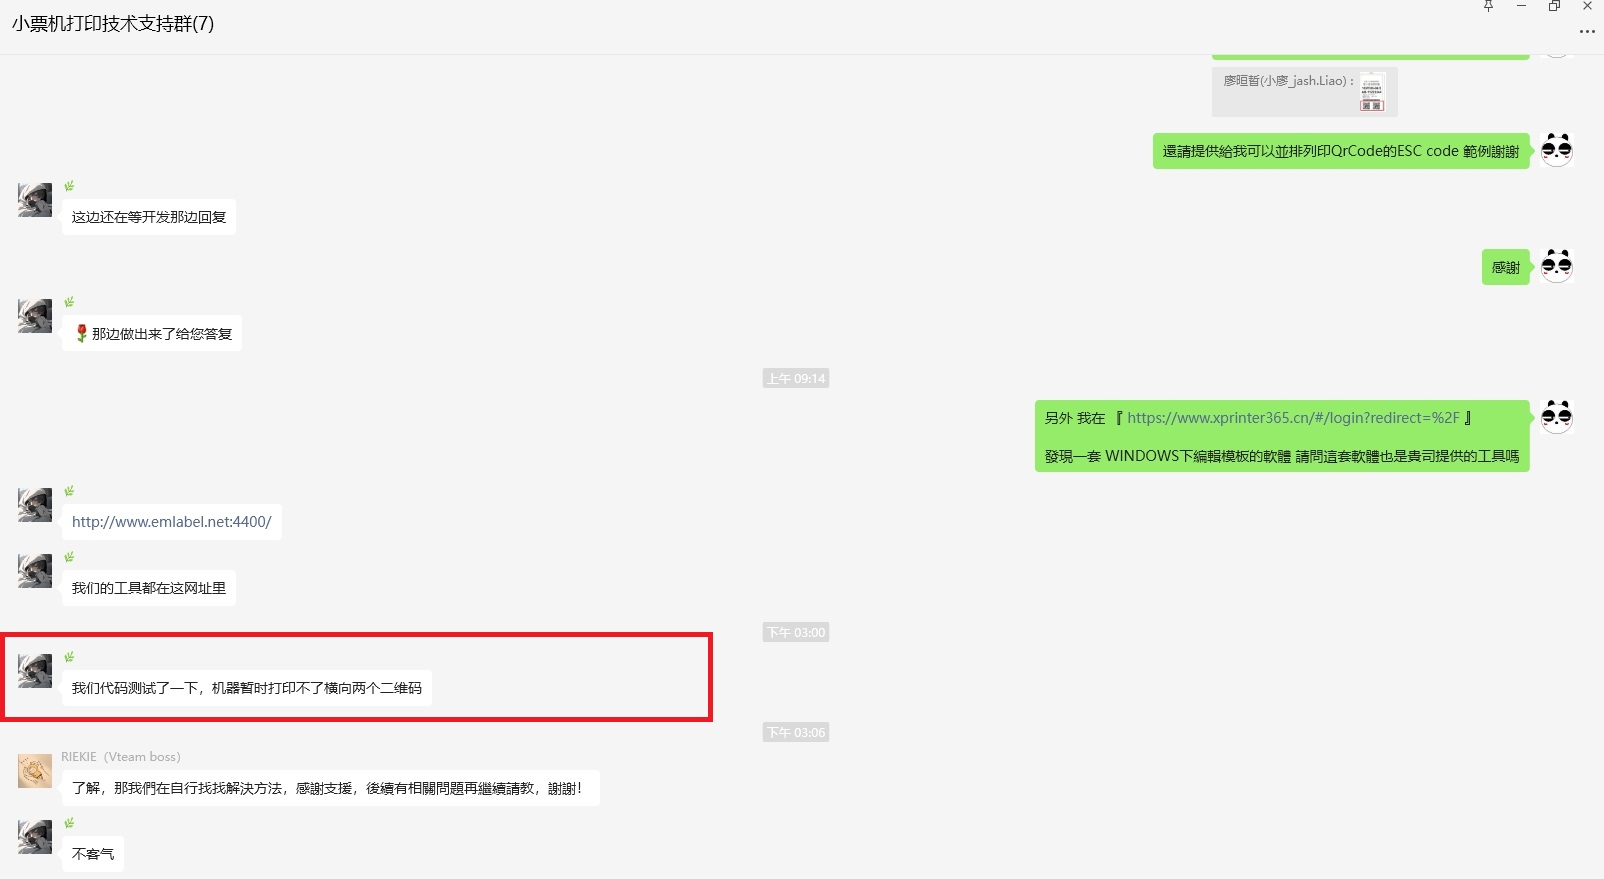 小票机打印技术支持群(7)
廖晅晢(小廖_jash.Liao) :
還請提供給我可以並排列印QrCode的ESC code 範例謝謝
这边还在等开发那边回复
感謝
那边做出来了给您答复
上午 09:14
另外 我在 『 https://www.xprinter365.cn/#/login?redirect=%2F 』
發現一套 WINDOWS下編輯模板的軟體 請問這套軟體也是貴司提供的工具嗎
http://www.emlabel.net:4400/
我们的工具都在这网址里
下午 03:00
我们代码测试了一下，机器暂时打印不了横向两个二维码
下午 03:06
RIEKIE（Vteam boss）
了解，那我們在自行找找解決方法，感謝支援，後續有相關問題再繼續請教，謝謝！
不客气